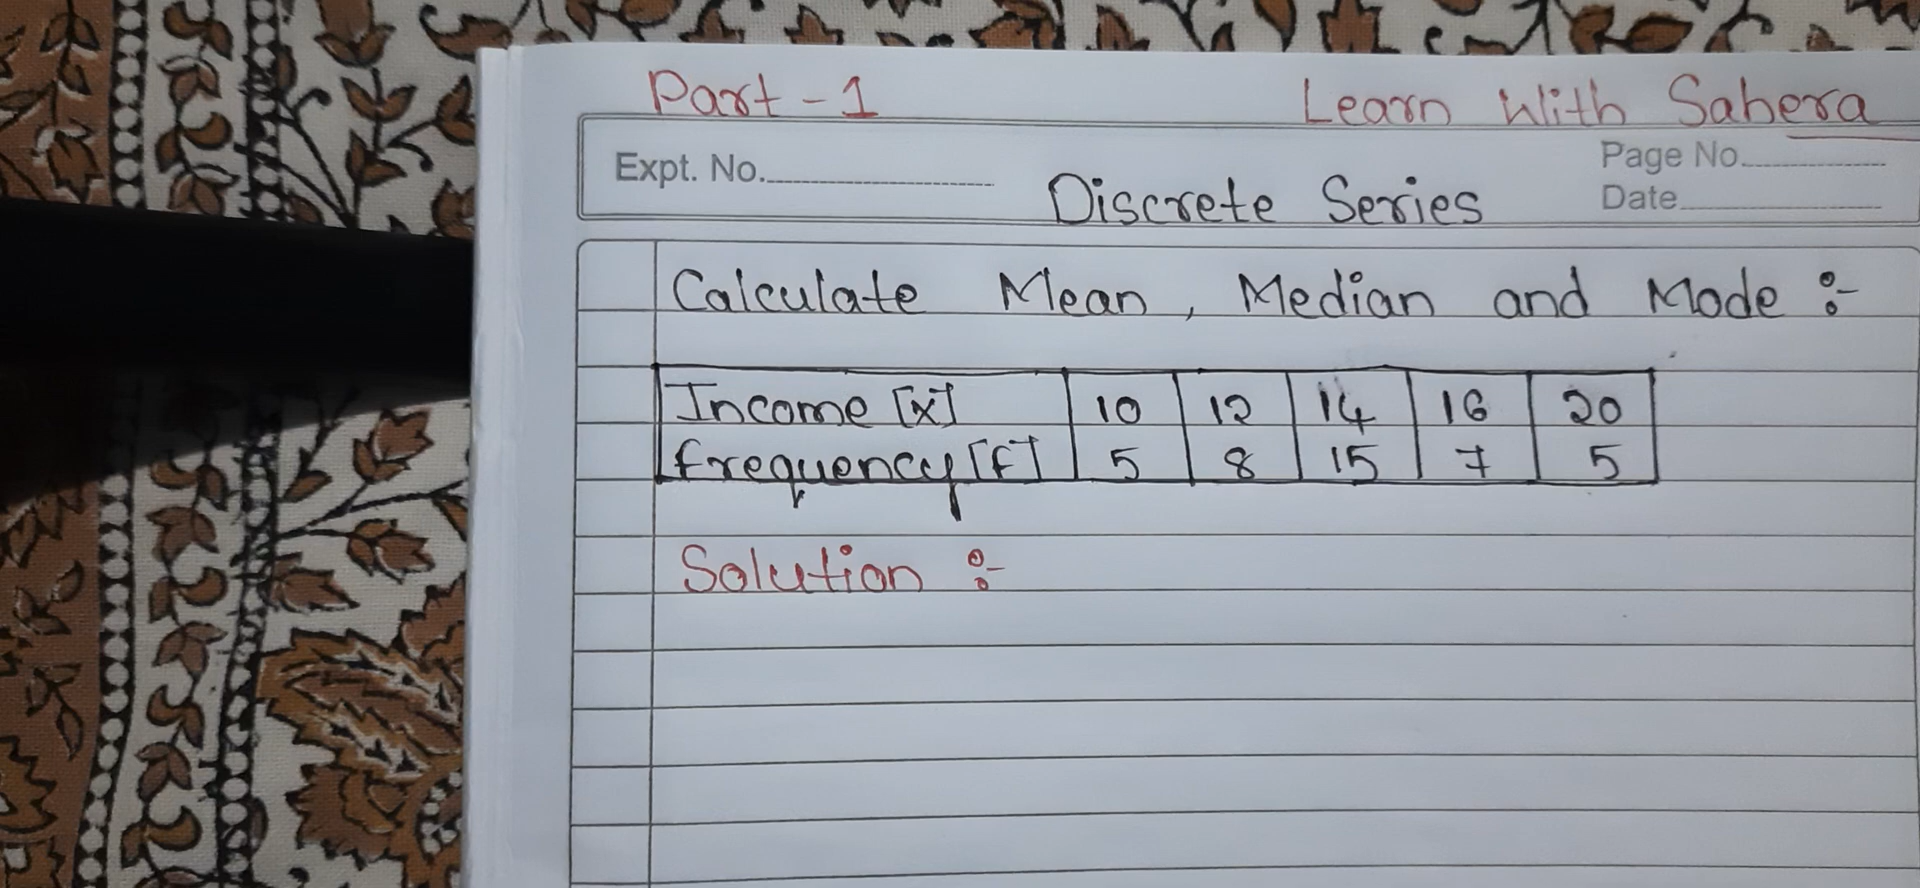 Part - 1 Learn With Sahera
Expt. No. Page No.
Discrete Series
Date
Calculate Mean, Median and Mode :-
Income [x] 10 12 14 16 20
frequency [f] 5 8 15 7 5
Solution :-